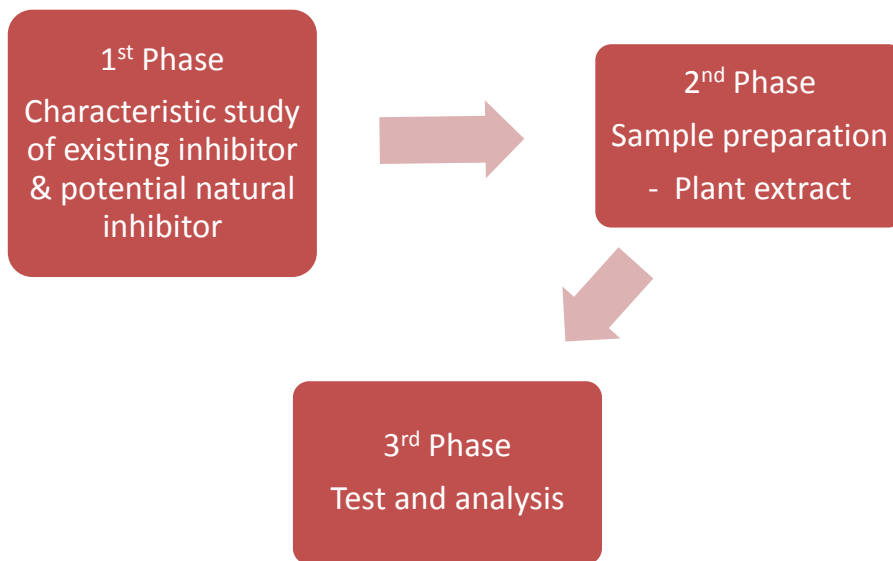 1st Phase
Characteristic study
of existing inhibitor
& potential natural
inhibitor
2nd Phase
Sample preparation
- Plant extract
3rd Phase
Test and analysis